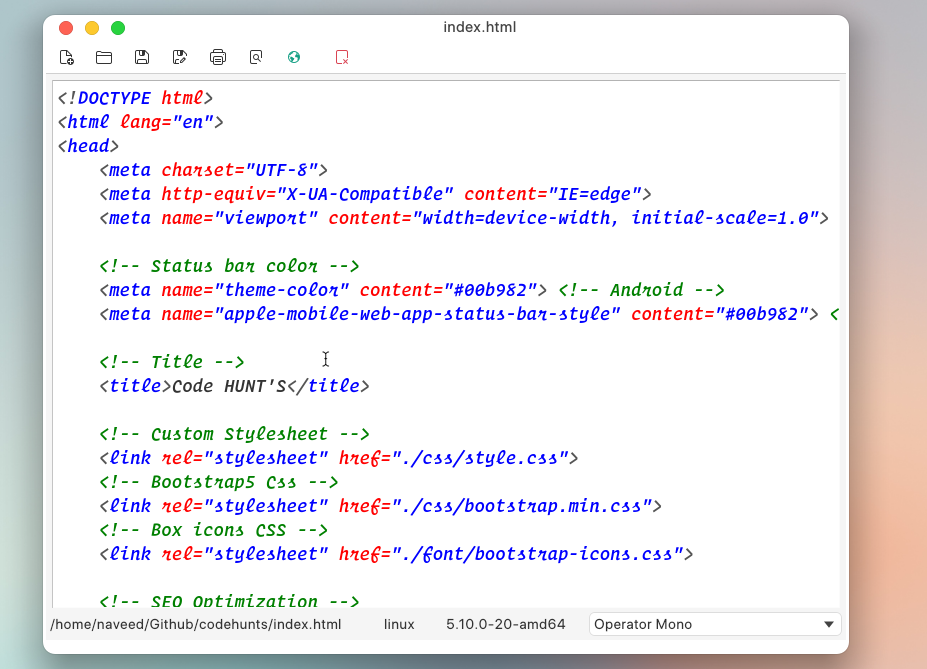 index.html
<!DOCTYPE html>
<html lang="en">
<head>
<meta charset="UTF-8">
<meta http-equiv="X-UA-Compatible" content="IE=edge">
<meta name="viewport" content="width=device-width, initial-scale=1.0">
<!-- Status bar color -->
<meta name="theme-color" content="#00b982"> <!-- Android -->
<meta name="apple-mobile-web-app-status-bar-style" content="#00b982"> <
<!-- Title -->
<title>Code HUNT'S</title>
<!-- Custom Stylesheet -->
<link rel="stylesheet" href="./css/style.css">
<!-- Bootstrap5 Css -->
<link rel="stylesheet" href="./css/bootstrap.min.css">
<!-- Box icons CSS -->
<link rel="stylesheet" href="./font/bootstrap-icons.css">
<!-- SEO Optimization -->
/home/naveed/Github/codehunts/index.html linux 5.10.0-20-amd64 Operator Mono